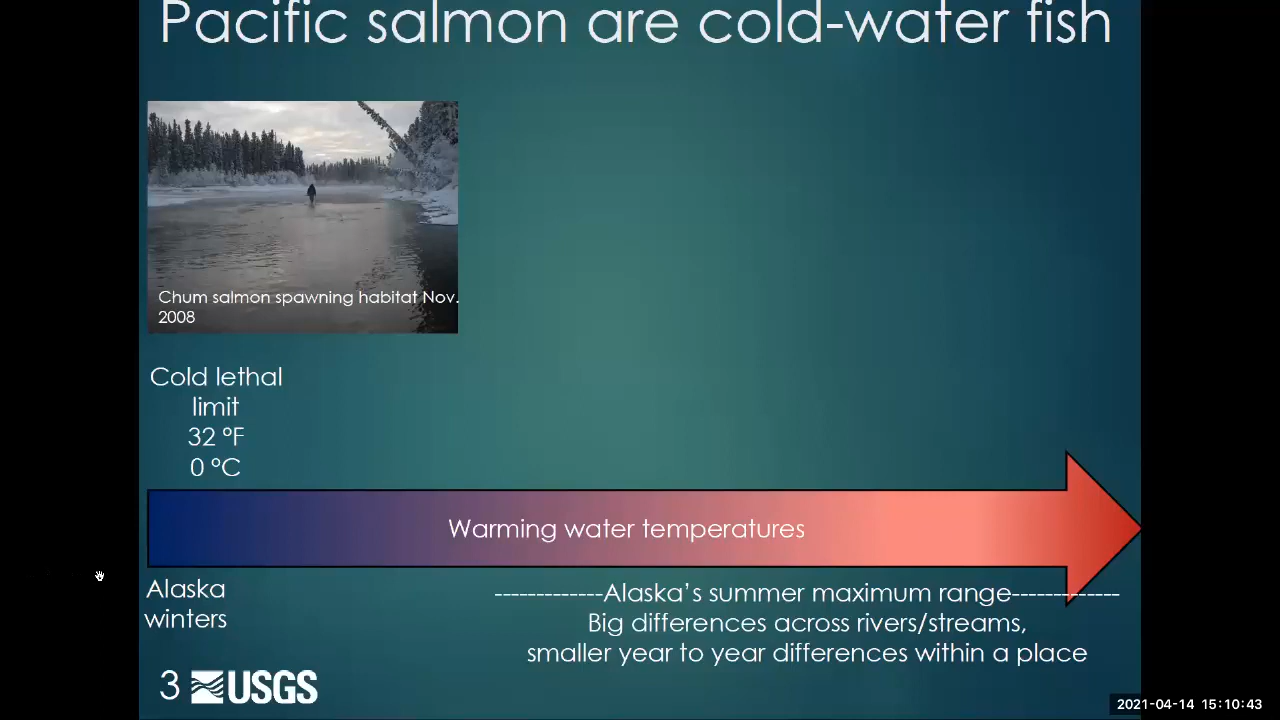 Pacific salmon are cold-water fish
Chum salmon spawning habitat Nov.
2008
Cold lethal
limit
32 °F
0 °C
Warming water temperatures
Alaska
winters
-------------Alaska's summer maximum range-------------
Big differences across rivers/streams,
smaller year to year differences within a place
3 USGS
2021-04-14 15:10:43